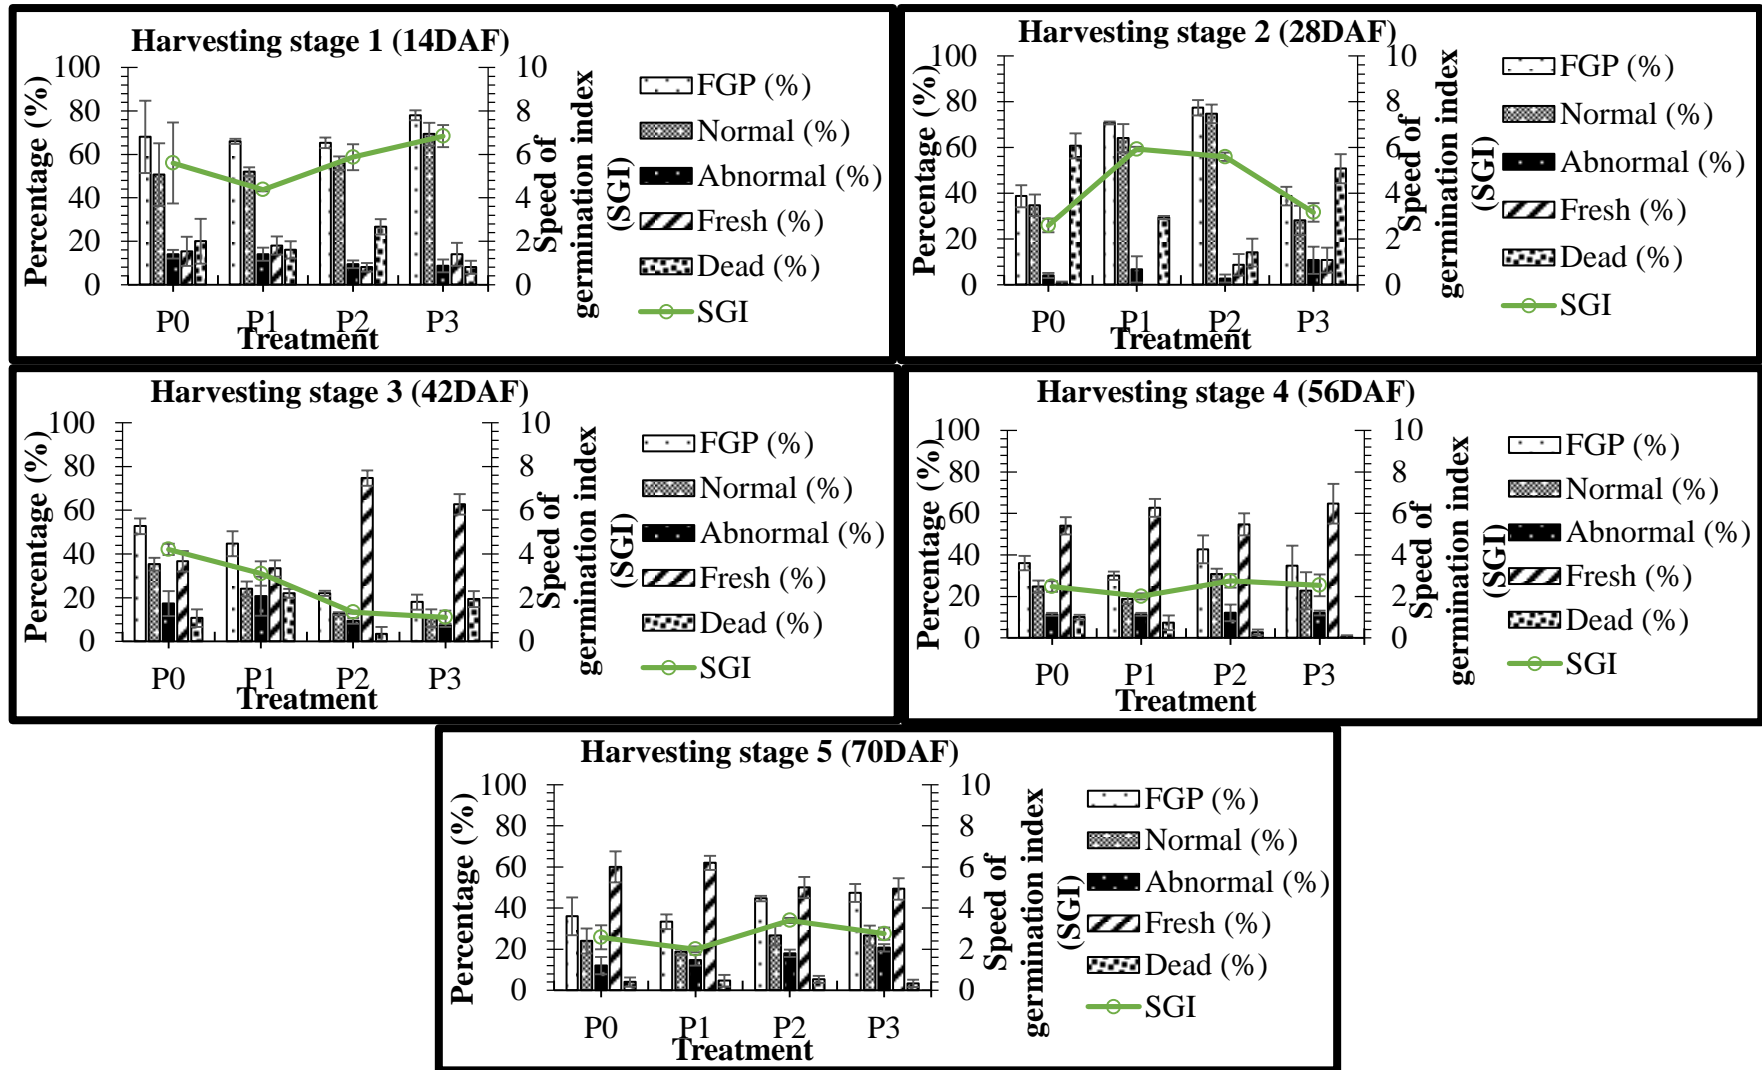 Harvesting stage 1 (14DAF)
Percentage (%)
100
80
60
40
20
0
10
8
6
4
2
0
Speed of
germination index
(SGI)
P0 P1 P2 P3
Treatment
FGP (%)
Normal (%)
Abnormal (%)
Fresh (%)
Dead (%)
SGI
Harvesting stage 2 (28DAF)
Percentage (%)
100
80
60
40
20
0
10
8
6
4
2
0
Speed of
germination index
(SGI)
P0 P1 P2 P3
Treatment
FGP (%)
Normal (%)
Abnormal (%)
Fresh (%)
Dead (%)
SGI
Harvesting stage 3 (42DAF)
Percentage (%)
100
80
60
40
20
0
10
8
6
4
2
0
Speed of
germination index
(SGI)
P0 P1 P2 P3
Treatment
FGP (%)
Normal (%)
Abnormal (%)
Fresh (%)
Dead (%)
SGI
Harvesting stage 4 (56DAF)
Percentage (%)
100
80
60
40
20
0
10
8
6
4
2
0
Speed of
germination index
(SGI)
P0 P1 P2 P3
Treatment
FGP (%)
Normal (%)
Abnormal (%)
Fresh (%)
Dead (%)
SGI
Harvesting stage 5 (70DAF)
Percentage (%)
100
80
60
40
20
0
10
8
6
4
2
0
Speed of
germination index
(SGI)
P0 P1 P2 P3
Treatment
FGP (%)
Normal (%)
Abnormal (%)
Fresh (%)
Dead (%)
SGI